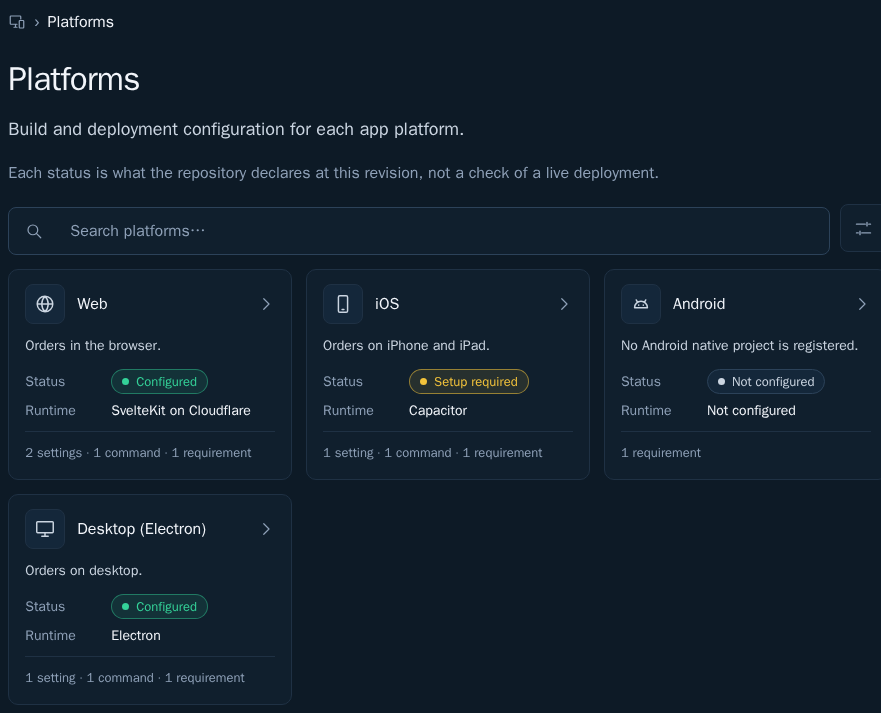 › Platforms
Platforms
Build and deployment configuration for each app platform.
Each status is what the repository declares at this revision, not a check of a live deployment.
Search platforms···
Web
Orders in the browser.
Status Configured
Runtime SvelteKit on Cloudflare
2 settings · 1 command · 1 requirement
iOS
Orders on iPhone and iPad.
Status Setup required
Runtime Capacitor
1 setting · 1 command · 1 requirement
Android
No Android native project is registered.
Status Not configured
Runtime Not configured
1 requirement
Desktop (Electron)
Orders on desktop.
Status Configured
Runtime Electron
1 setting · 1 command · 1 requirement